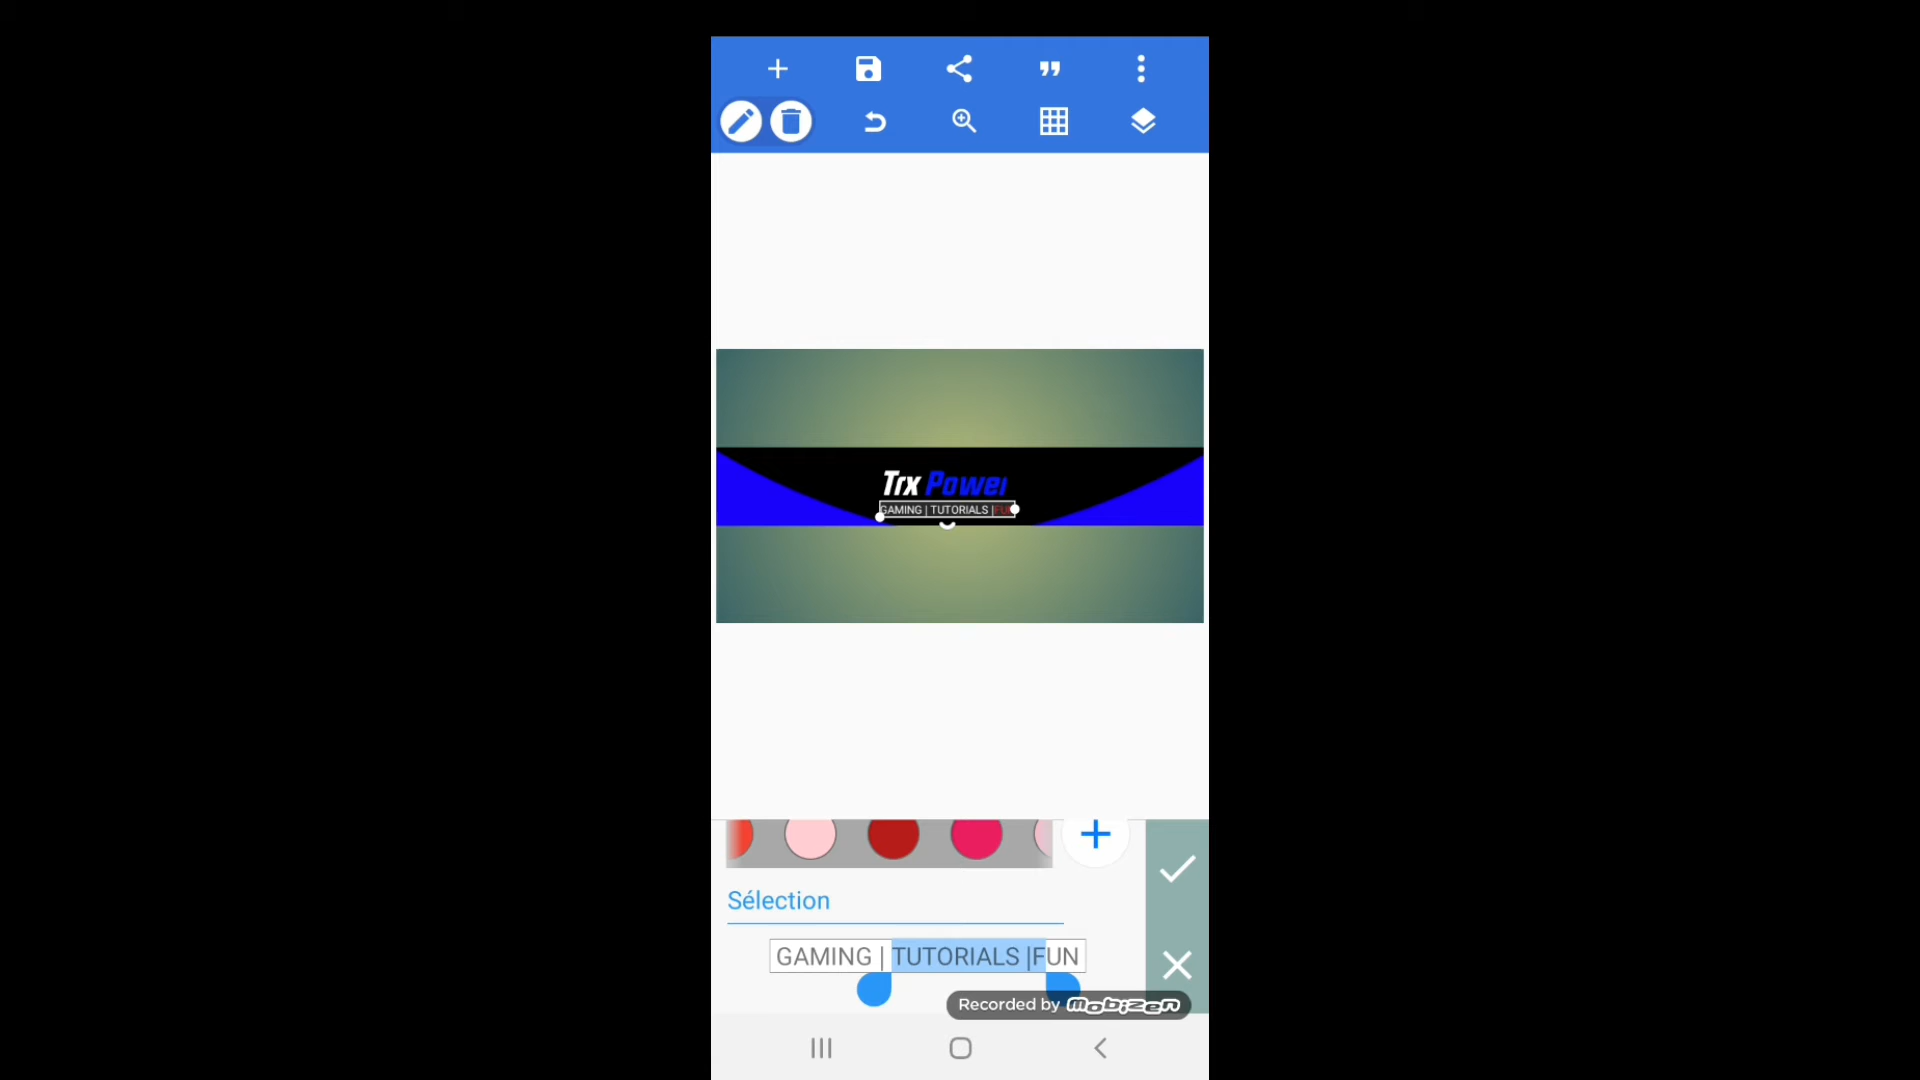 Trx Power
GAMING | TUTORIALS |FUN
Sélection
GAMING | TUTORIALS |FUN
Recorded by mobizen